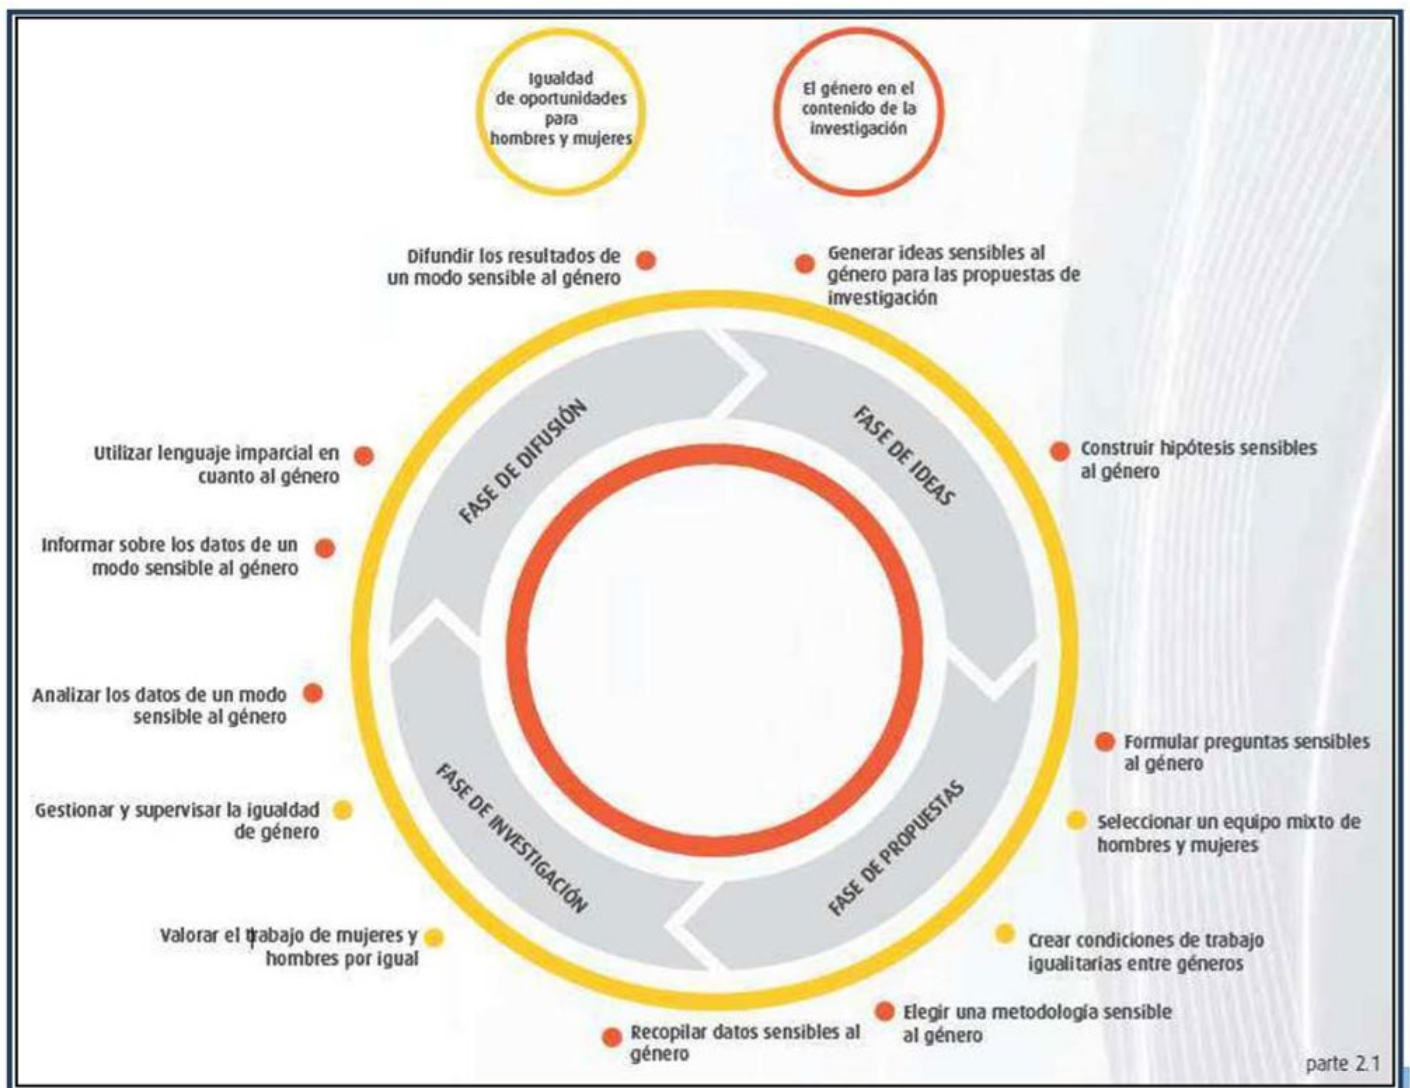 Igualdad
de oportunidades
para
hombres y mujeres
El género en el
contenido de la
investigación
Difundir los resultados de
un modo sensible al género
Generar ideas sensibles al
género para las propuestas de
investigación
FASE DE DIFUSIÓN
FASE DE IDEAS
Utilizar lenguaje imparcial en
cuanto al género
Construir hipótesis sensibles
al género
Informar sobre los datos de un
modo sensible al género
Analizar los datos de un modo
sensible al género
Formular preguntas sensibles
al género
Gestionar y supervisar la igualdad
de género
FASE DE INVESTIGACIÓN
FASE DE PROPUESTAS
Seleccionar un equipo mixto de
hombres y mujeres
Valorar el trabajo de mujeres y
hombres por igual
Crear condiciones de trabajo
igualitarias entre géneros
Recopilar datos sensibles al
género
Elegir una metodología sensible
al género
parte 2.1